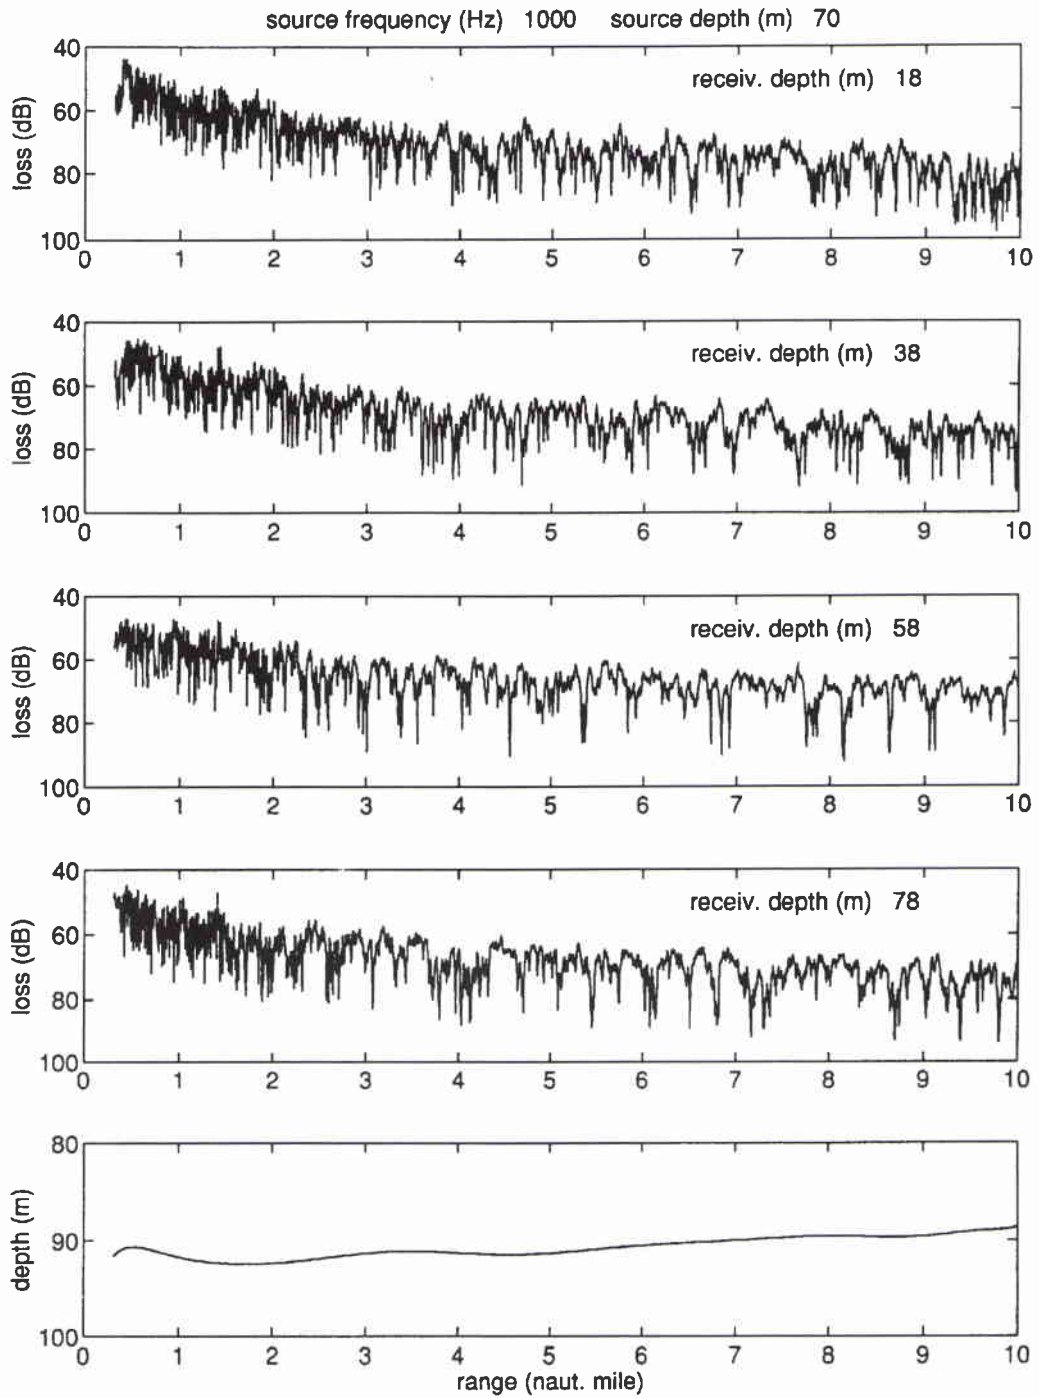 source frequency (Hz) 1000 source depth (m) 70
40
receiv. depth (m) 18
60
loss (dB)
80
100
0 1 2 3 4 5 6 7 8 9 10
40
receiv. depth (m) 38
60
loss (dB)
80
100
0 1 2 3 4 5 6 7 8 9 10
40
receiv. depth (m) 58
60
loss (dB)
80
100
0 1 2 3 4 5 6 7 8 9 10
40
receiv. depth (m) 78
60
loss (dB)
80
100
0 1 2 3 4 5 6 7 8 9 10
80
90
depth (m)
100
0 1 2 3 4 5 6 7 8 9 10
range (naut. mile)